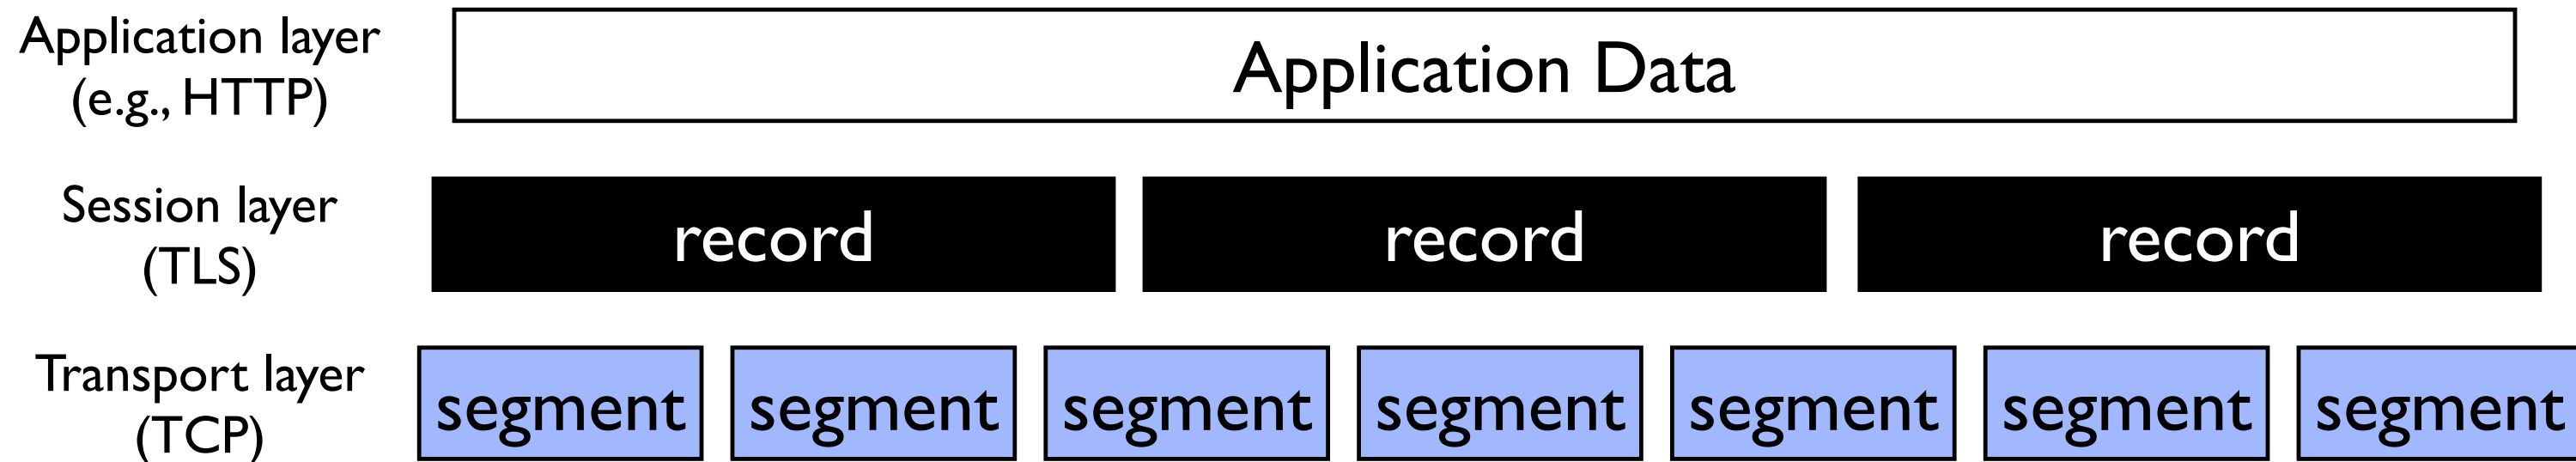 Application layer
(e.g., HTTP)
Application Data
Session layer
(TLS)
record record record
Transport layer
(TCP)
segment segment segment segment segment segment segment